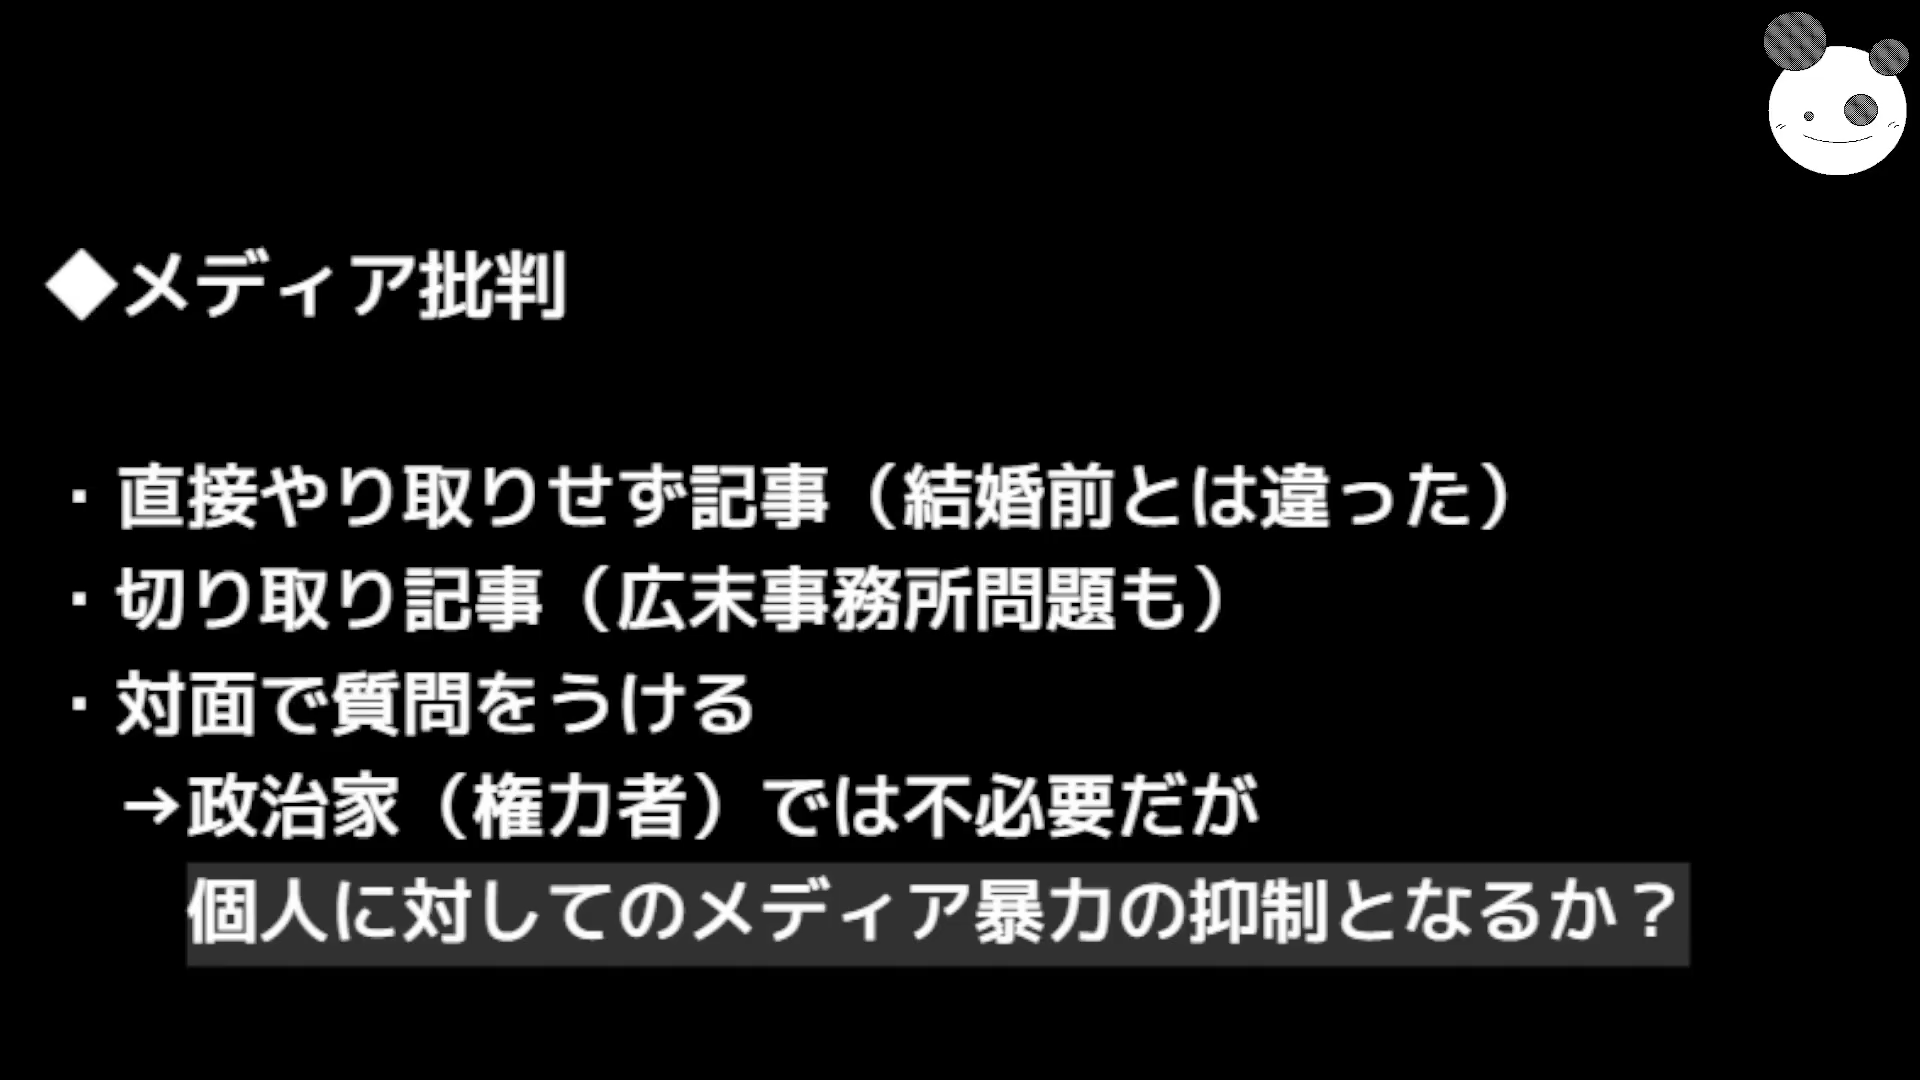 ◆メディア批判
・直接やり取りせず記事（結婚前とは違った）
・切り取り記事（広末事務所問題も）
・対面で質問をうける
→政治家（権力者）では不必要だが
個人に対してのメディア暴力の抑制となるか？